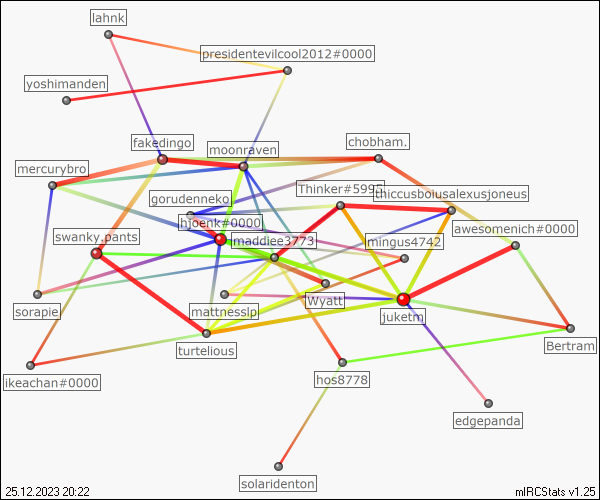 lahnk
presidentevilcool2012#0000
yoshimanden
fakedingo
moonraven
chobham.
mercurybro
gorudenneko
Thinker#5995
thiccusboiusalexusjoneus
hjoenk#0000
swanky.pants
maddiee3773
mingus4742
awesomenich#0000
sorapie
mattnesslp
Wyatt
juketm
turtelious
Bertram
ikeachan#0000
hos8778
edgepanda
solaridenton
25.12.2023 20:22
mIRCStats v1.25